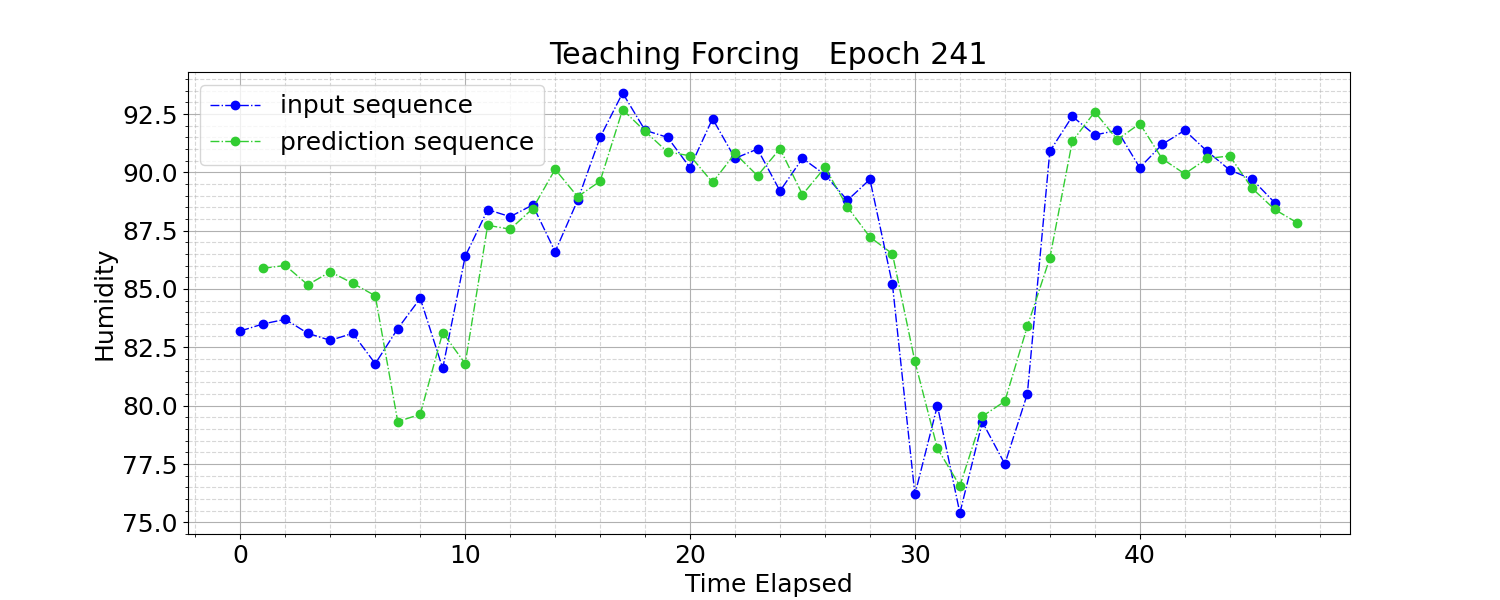 Teaching Forcing   Epoch 241
input sequence
prediction sequence
Humidity
92.5
90.0
87.5
85.0
82.5
80.0
77.5
75.0
0 10 20 30 40
Time Elapsed